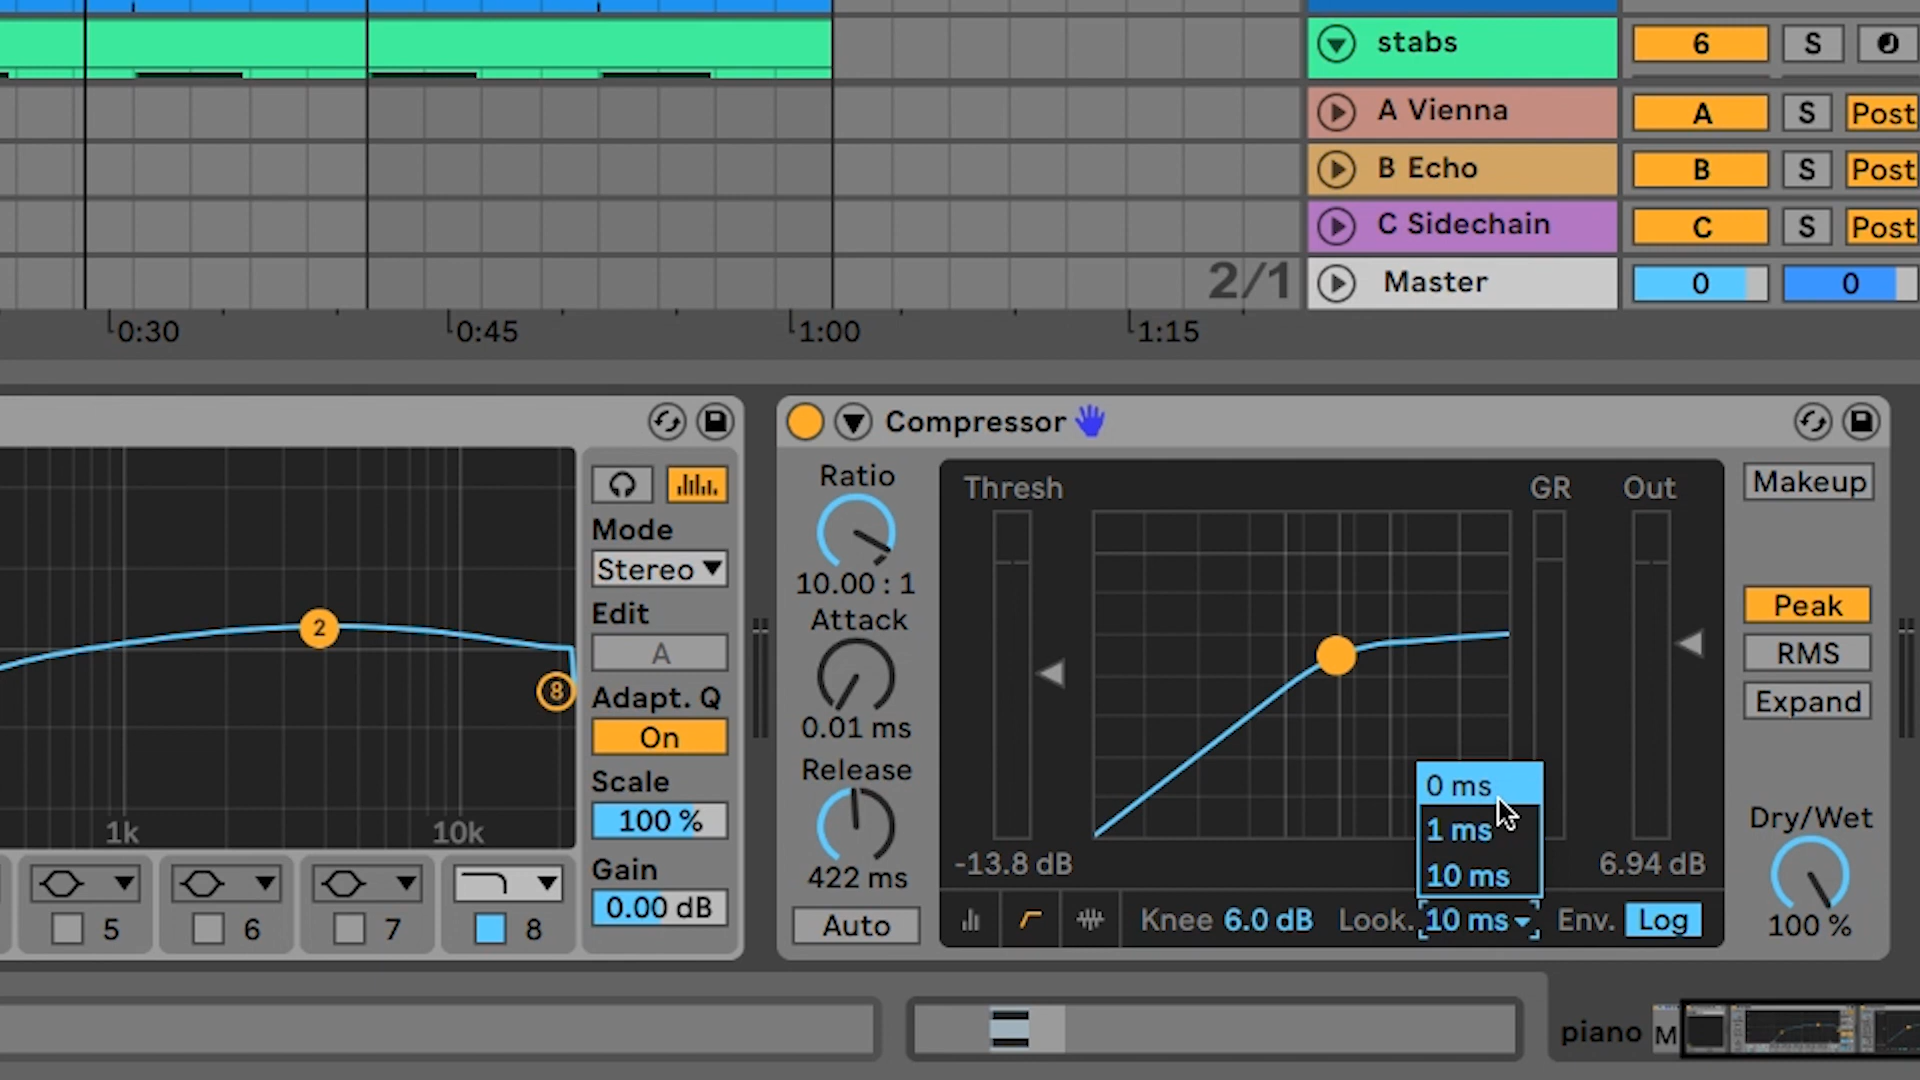 stabs
6
S
A Vienna
A
S
Post
B Echo
B
S
Post
C Sidechain
C
S
Post
2/1
Master
0
0
0:30
0:45
1:00
1:15
Compressor
Mode
Stereo
Edit
A
Adapt. Q
On
Scale
100 %
Gain
0.00 dB
2
8
1k
10k
5
6
7
8
Ratio
10.00 : 1
Attack
0.01 ms
Release
422 ms
Auto
Thresh
GR
Out
-13.8 dB
6.94 dB
0 ms
1 ms
10 ms
Knee 6.0 dB
Look. 10 ms
Env. Log
Makeup
Peak
RMS
Expand
Dry/Wet
100 %
piano
M